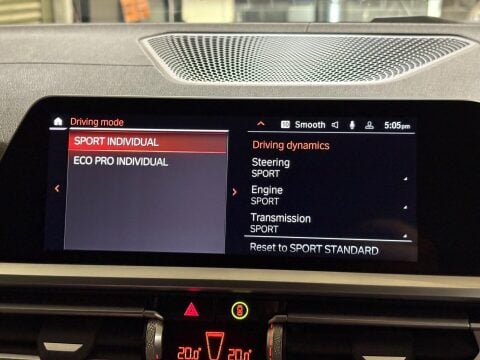 Driving mode
Smooth 5:05pm
SPORT INDIVIDUAL
ECO PRO INDIVIDUAL
Driving dynamics
Steering
SPORT
Engine
SPORT
Transmission
SPORT
Reset to SPORT STANDARD
20.0° 20.0°